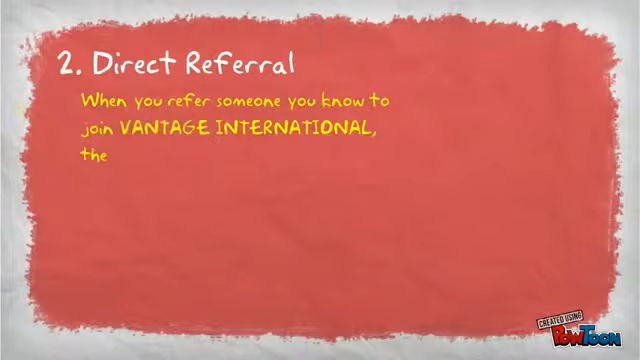 2. Direct Referral
When you refer someone you know to
join VANTAGE INTERNATIONAL,
the
CREATED USING
POWTOON